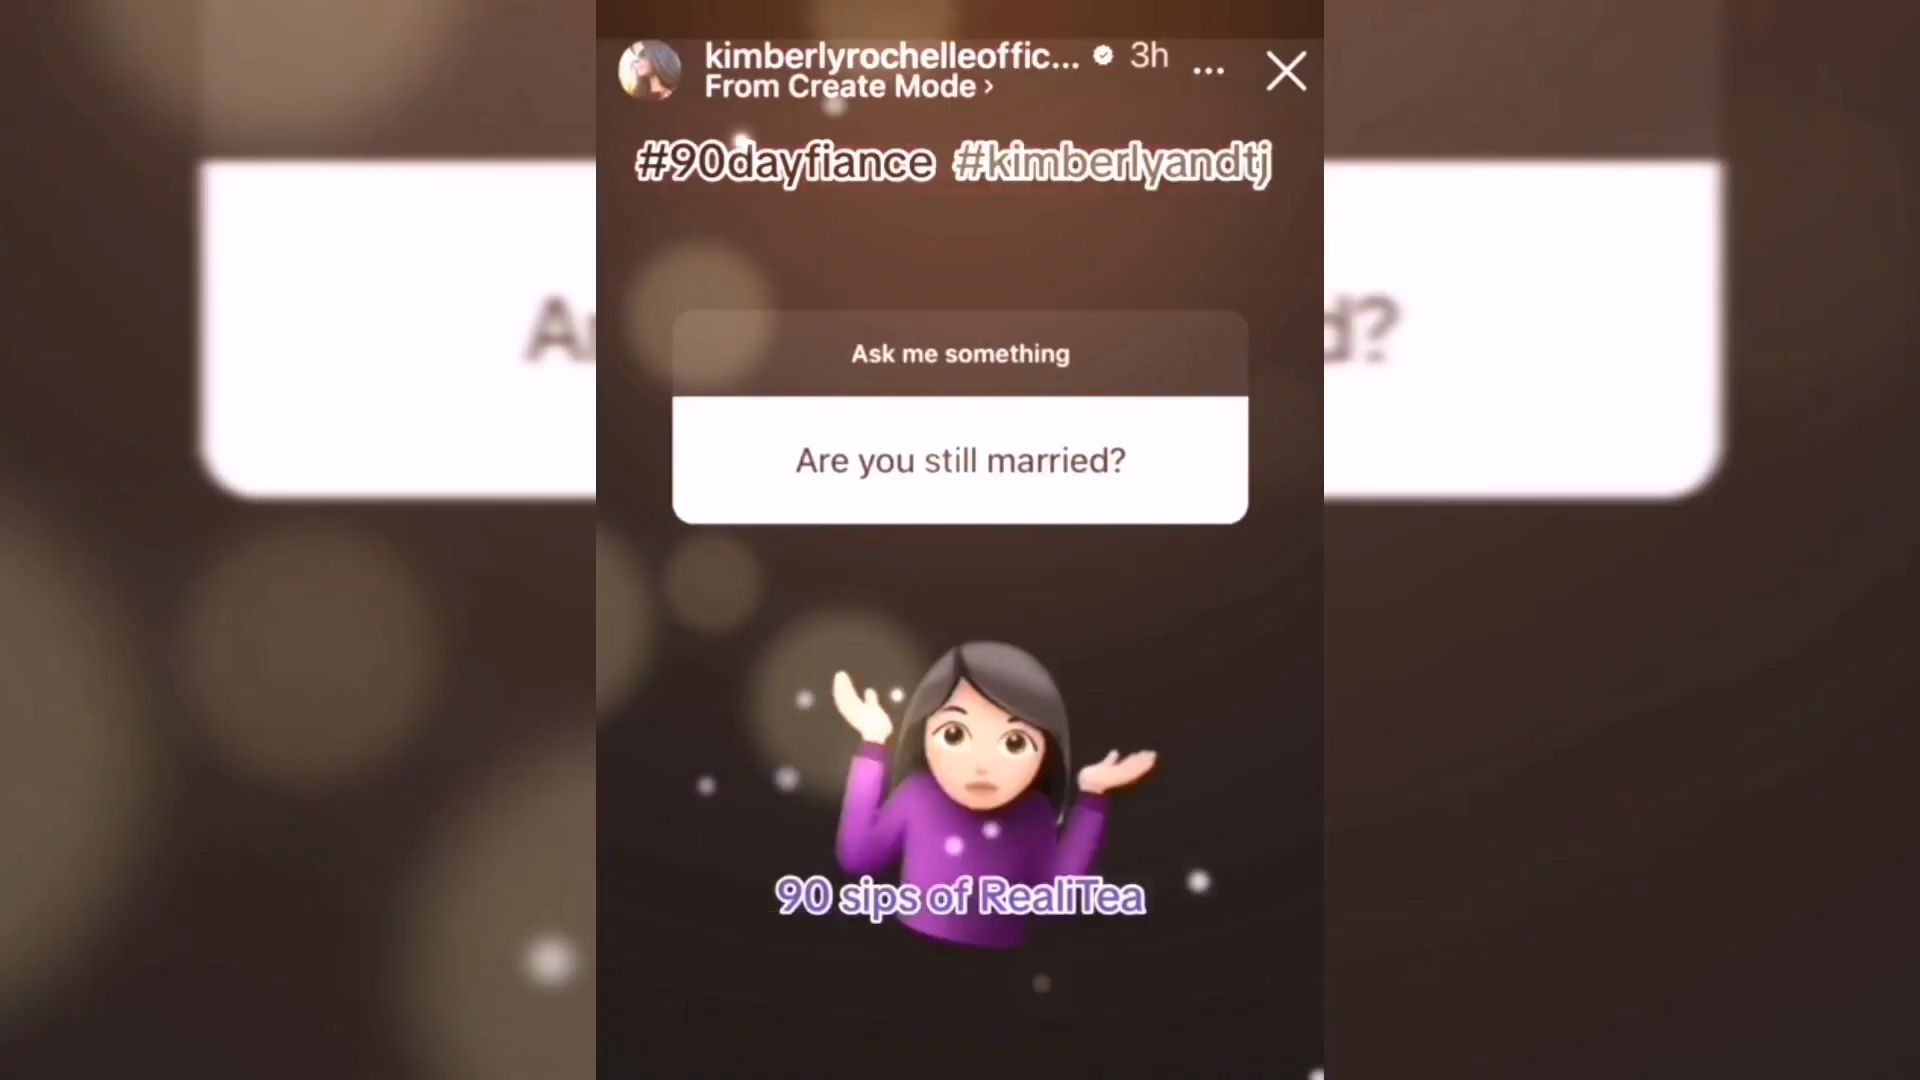 kimberlyrochelleoffic... 3h
From Create Mode >
#90dayfiance #kimberlyandtj
Ask me something
Are you still married?
90 sips of RealiTea